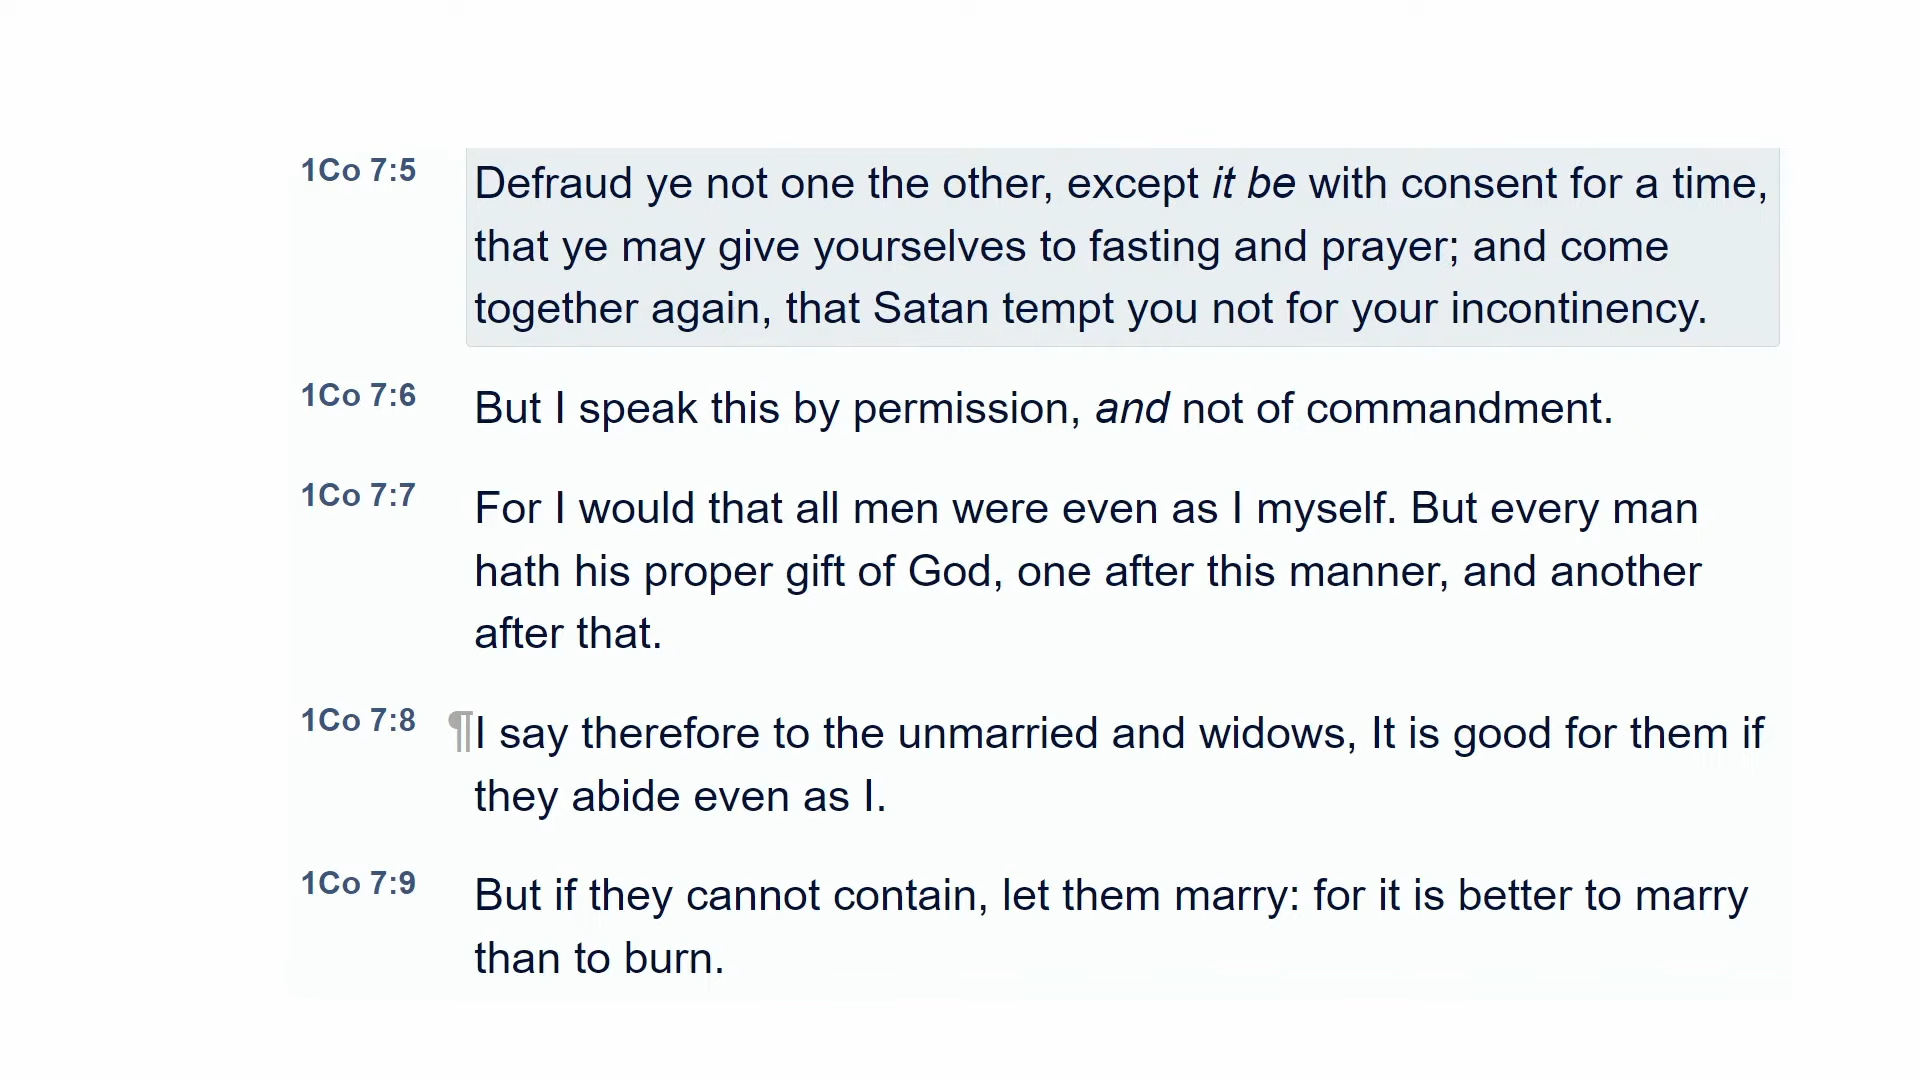 1Co 7:5 Defraud ye not one the other, except it be with consent for a time,
that ye may give yourselves to fasting and prayer; and come
together again, that Satan tempt you not for your incontinency.
1Co 7:6 But I speak this by permission, and not of commandment.
1Co 7:7 For I would that all men were even as I myself. But every man
hath his proper gift of God, one after this manner, and another
after that.
1Co 7:8 ¶I say therefore to the unmarried and widows, It is good for them if
they abide even as I.
1Co 7:9 But if they cannot contain, let them marry: for it is better to marry
than to burn.